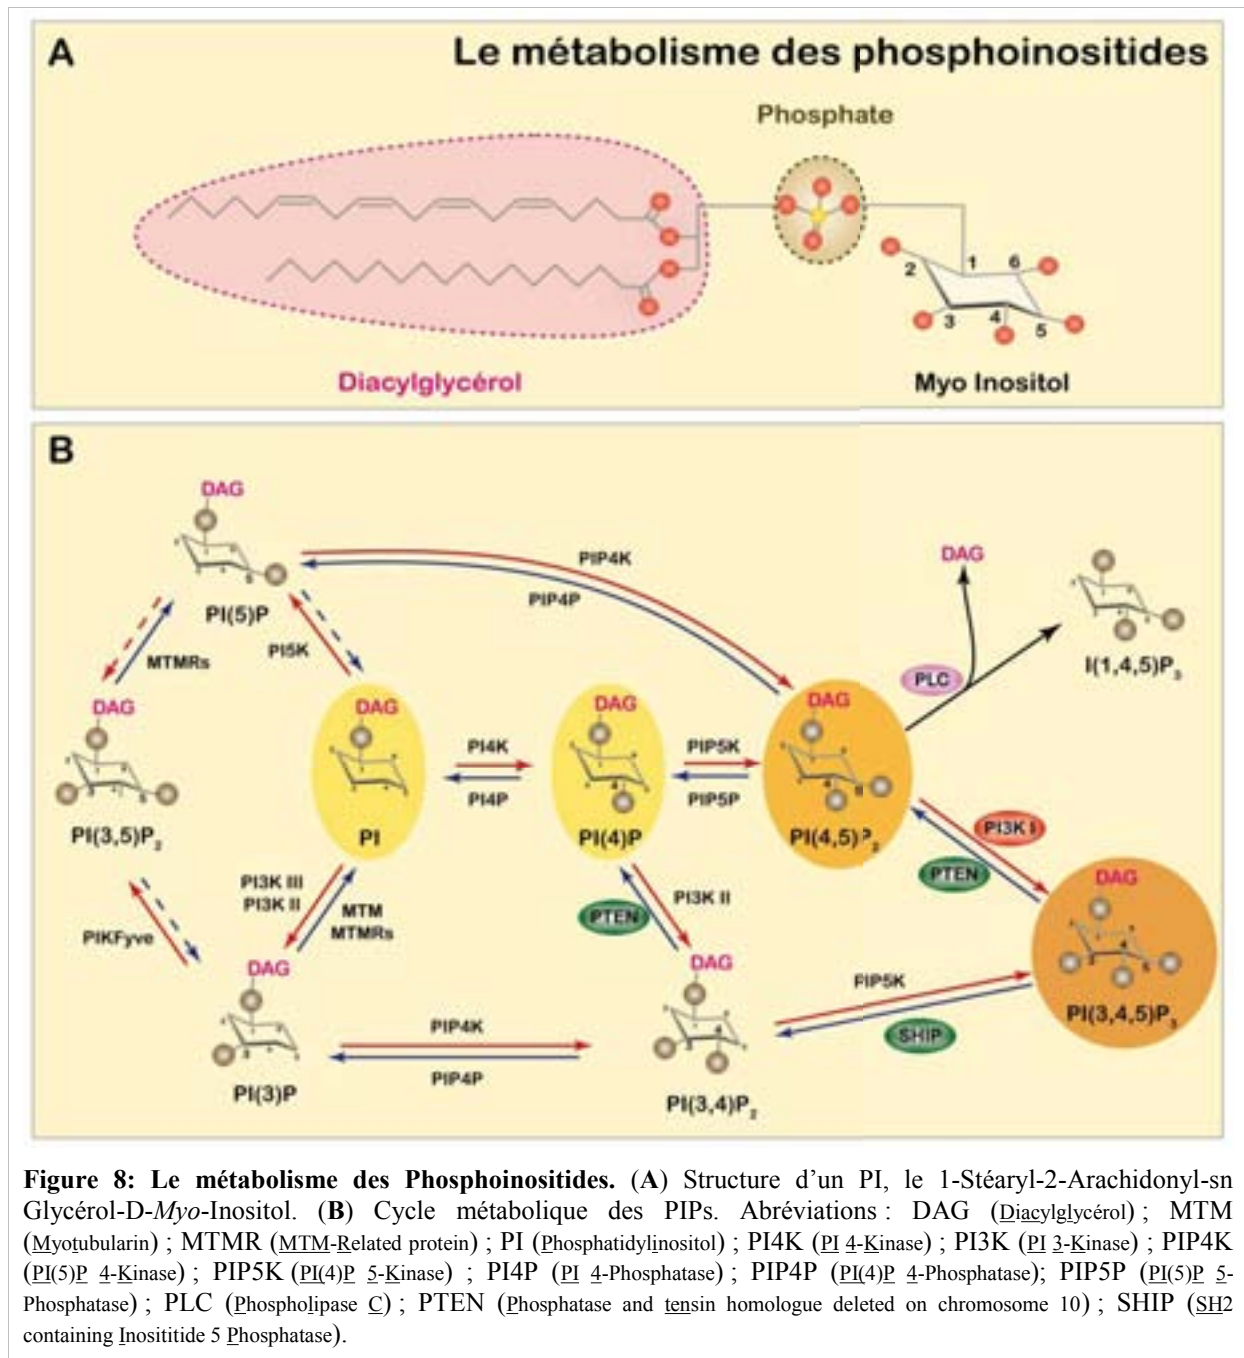 A
Le métabolisme des phosphoinositides
Phosphate
2
1
6
3
4
5
Diacylglycérol
Myo Inositol
B
DAG
PI(5)P
PIP4K
PIP4P
DAG
I(1,4,5)P3
PLC
MTMRs
PI5K
DAG
PI(3,5)P2
DAG
PI
PI4K
PI4P
DAG
4
PI(4)P
PIP5K
PIP5P
DAG
4
PI(4,5)P2
PI3K I
PTEN
PI3K III
PI3K II
MTM
MTMRs
PTEN
PI3K II
DAG
PI(3,4,5)P3
PIKFyve
DAG
3
PI(3)P
PIP4K
PIP4P
DAG
3
4
PI(3,4)P2
PIP5K
SHIP
Figure 8: Le métabolisme des Phosphoinositides. (A) Structure d’un PI, le 1-Stéaryl-2-Arachidonyl-sn
Glycérol-D-Myo-Inositol. (B) Cycle métabolique des PIPs. Abréviations : DAG (Diacylglycérol) ; MTM
(Myotubularin) ; MTMR (MTM-Related protein) ; PI (Phosphatidylinositol) ; PI4K (PI 4-Kinase) ; PI3K (PI 3-Kinase) ; PIP4K
(PI(5)P 4-Kinase) ; PIP5K (PI(4)P 5-Kinase) ; PI4P (PI 4-Phosphatase) ; PIP4P (PI(4)P 4-Phosphatase); PIP5P (PI(5)P 5-
Phosphatase) ; PLC (Phospholipase C) ; PTEN (Phosphatase and tensin homologue deleted on chromosome 10) ; SHIP (SH2
containing Inosititide 5 Phosphatase).